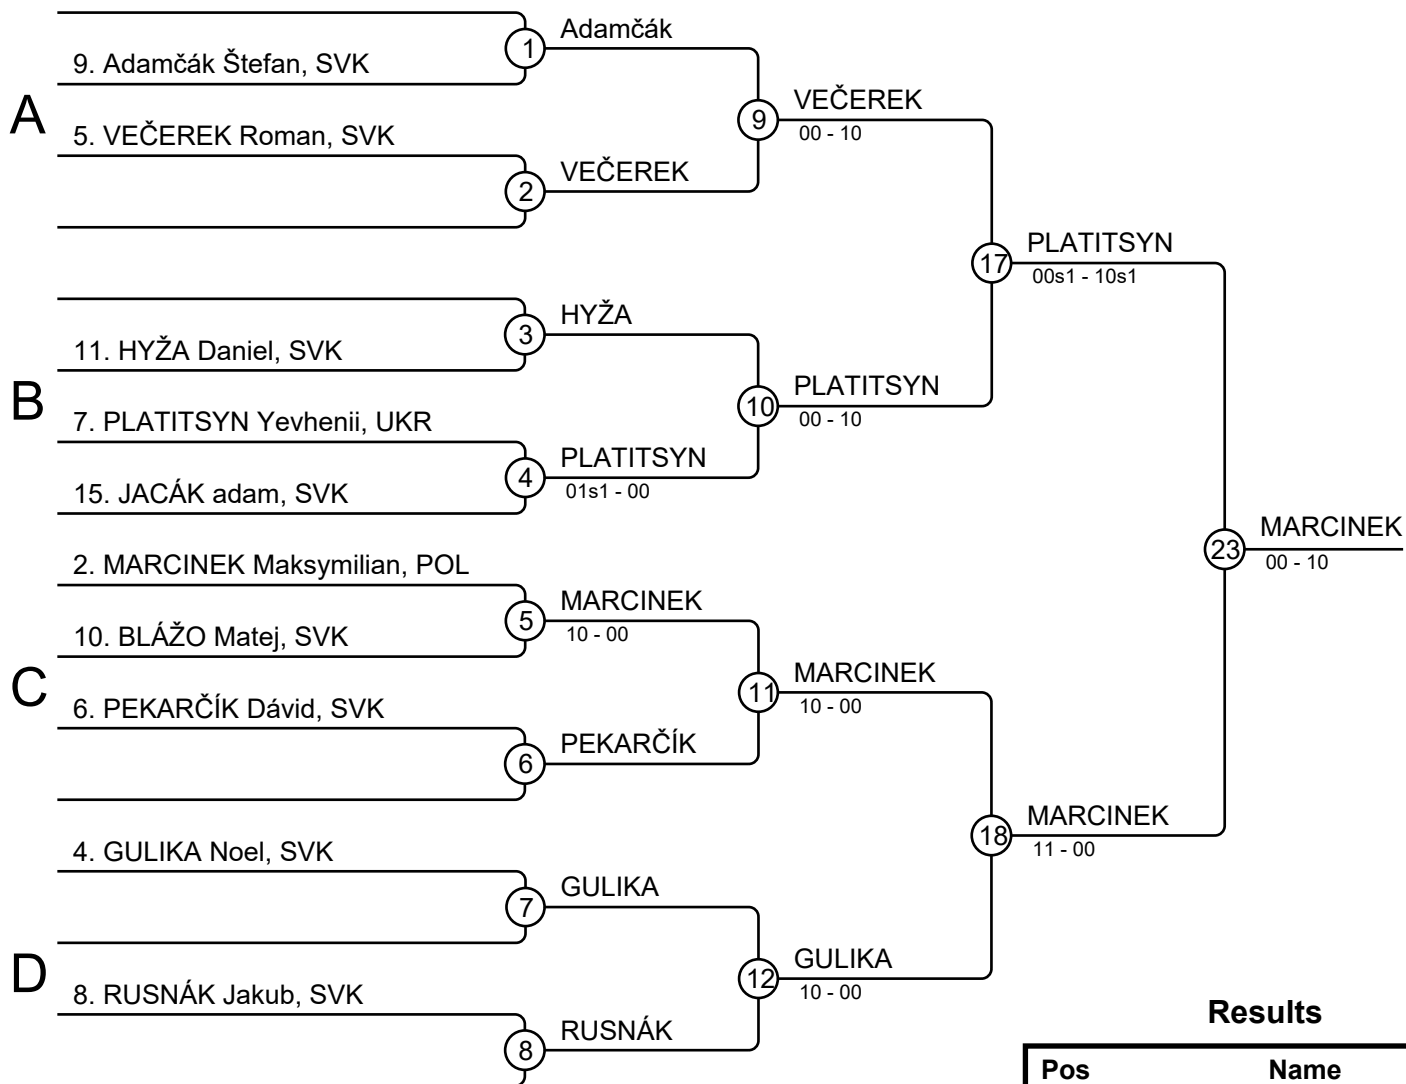 A
9. Adamčák Štefan, SVK
1
Adamčák
5. VEČEREK Roman, SVK
2
VEČEREK
9
VEČEREK
00 - 10
B
11. HYŽA Daniel, SVK
3
HYŽA
7. PLATITSYN Yevhenii, UKR
15. JACÁK adam, SVK
4
PLATITSYN
01s1 - 00
10
PLATITSYN
00 - 10
17
PLATITSYN
00s1 - 10s1
C
2. MARCINEK Maksymilian, POL
10. BLÁŽO Matej, SVK
5
MARCINEK
10 - 00
6. PEKARČÍK Dávid, SVK
6
PEKARČÍK
11
MARCINEK
10 - 00
D
4. GULIKA Noel, SVK
7
GULIKA
8. RUSNÁK Jakub, SVK
8
RUSNÁK
12
GULIKA
10 - 00
18
MARCINEK
11 - 00
23
MARCINEK
00 - 10
Results
Pos Name